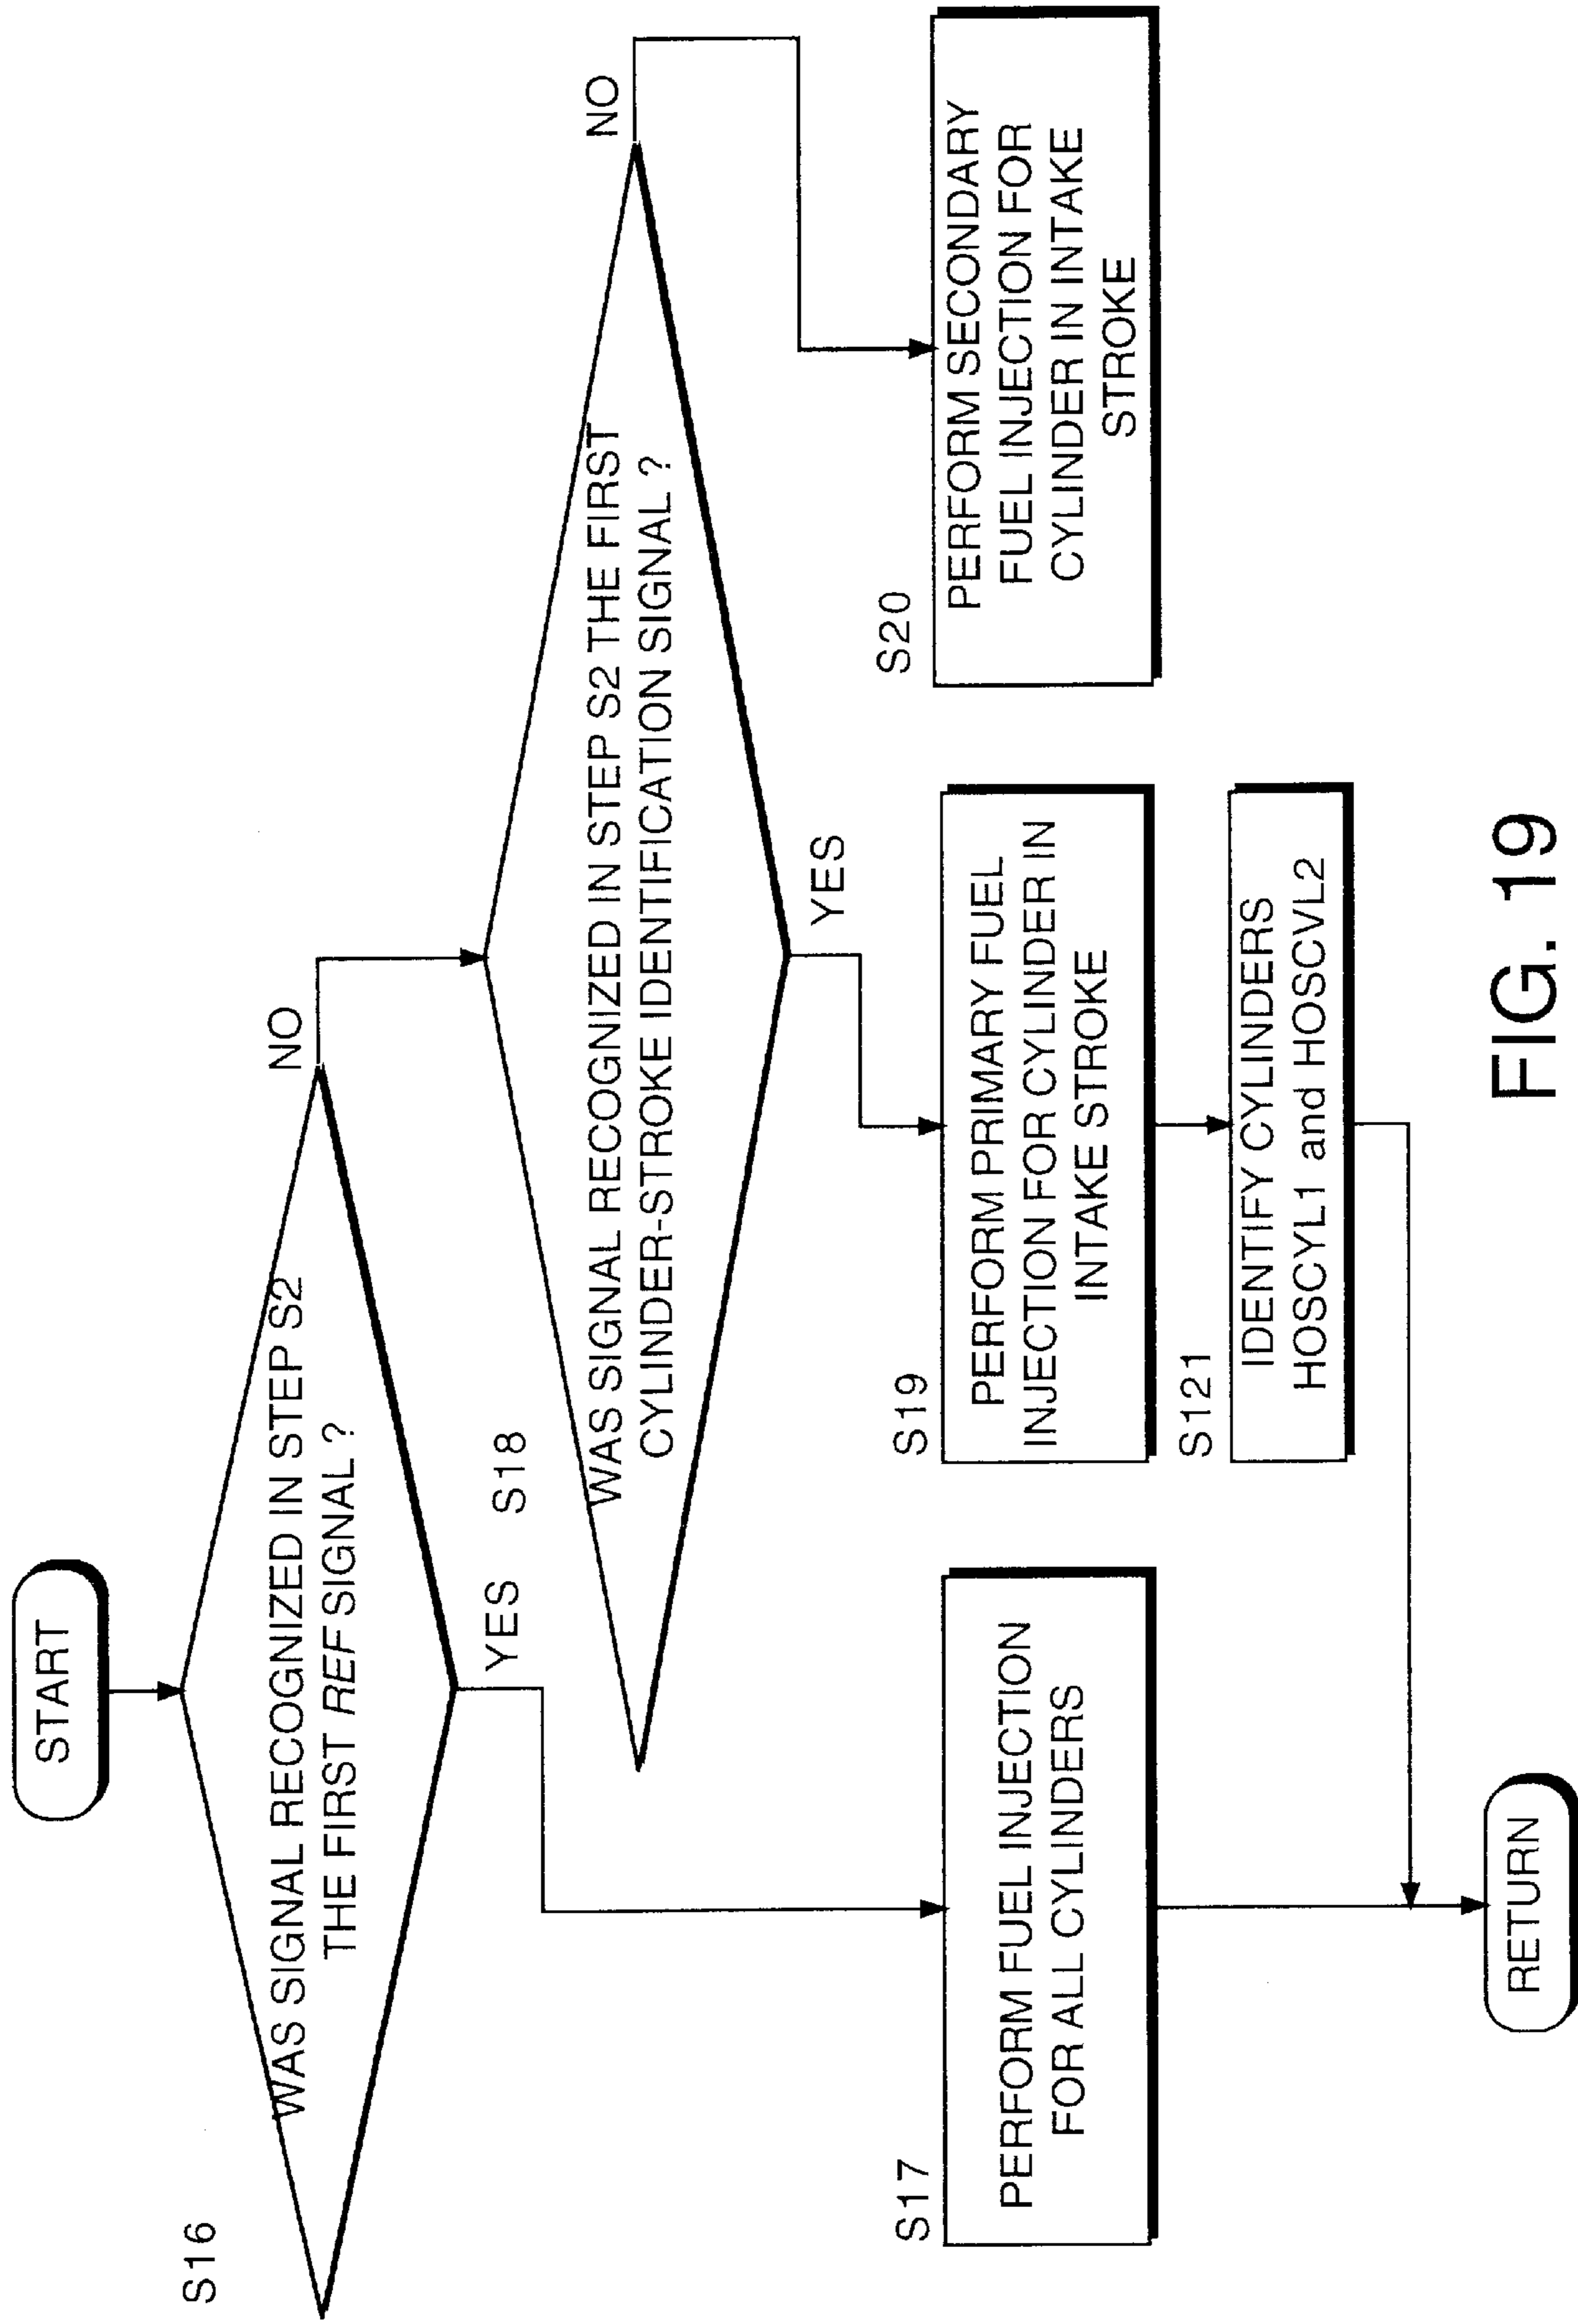 START
S16
WAS SIGNAL RECOGNIZED IN STEP S2
THE FIRST REF SIGNAL ?
NO
YES
S18
WAS SIGNAL RECOGNIZED IN STEP S2 THE FIRST
CYLINDER-STROKE IDENTIFICATION SIGNAL ?
NO
YES
S17
PERFORM FUEL INJECTION
FOR ALL CYLINDERS
S19
PERFORM PRIMARY FUEL
INJECTION FOR CYLINDER IN
INTAKE STROKE
S20
PERFORM SECONDARY
FUEL INJECTION FOR
CYLINDER IN INTAKE
STROKE
S121
IDENTIFY CYLINDERS
HOSCYL1 and HOSCVL2
RETURN
FIG. 19